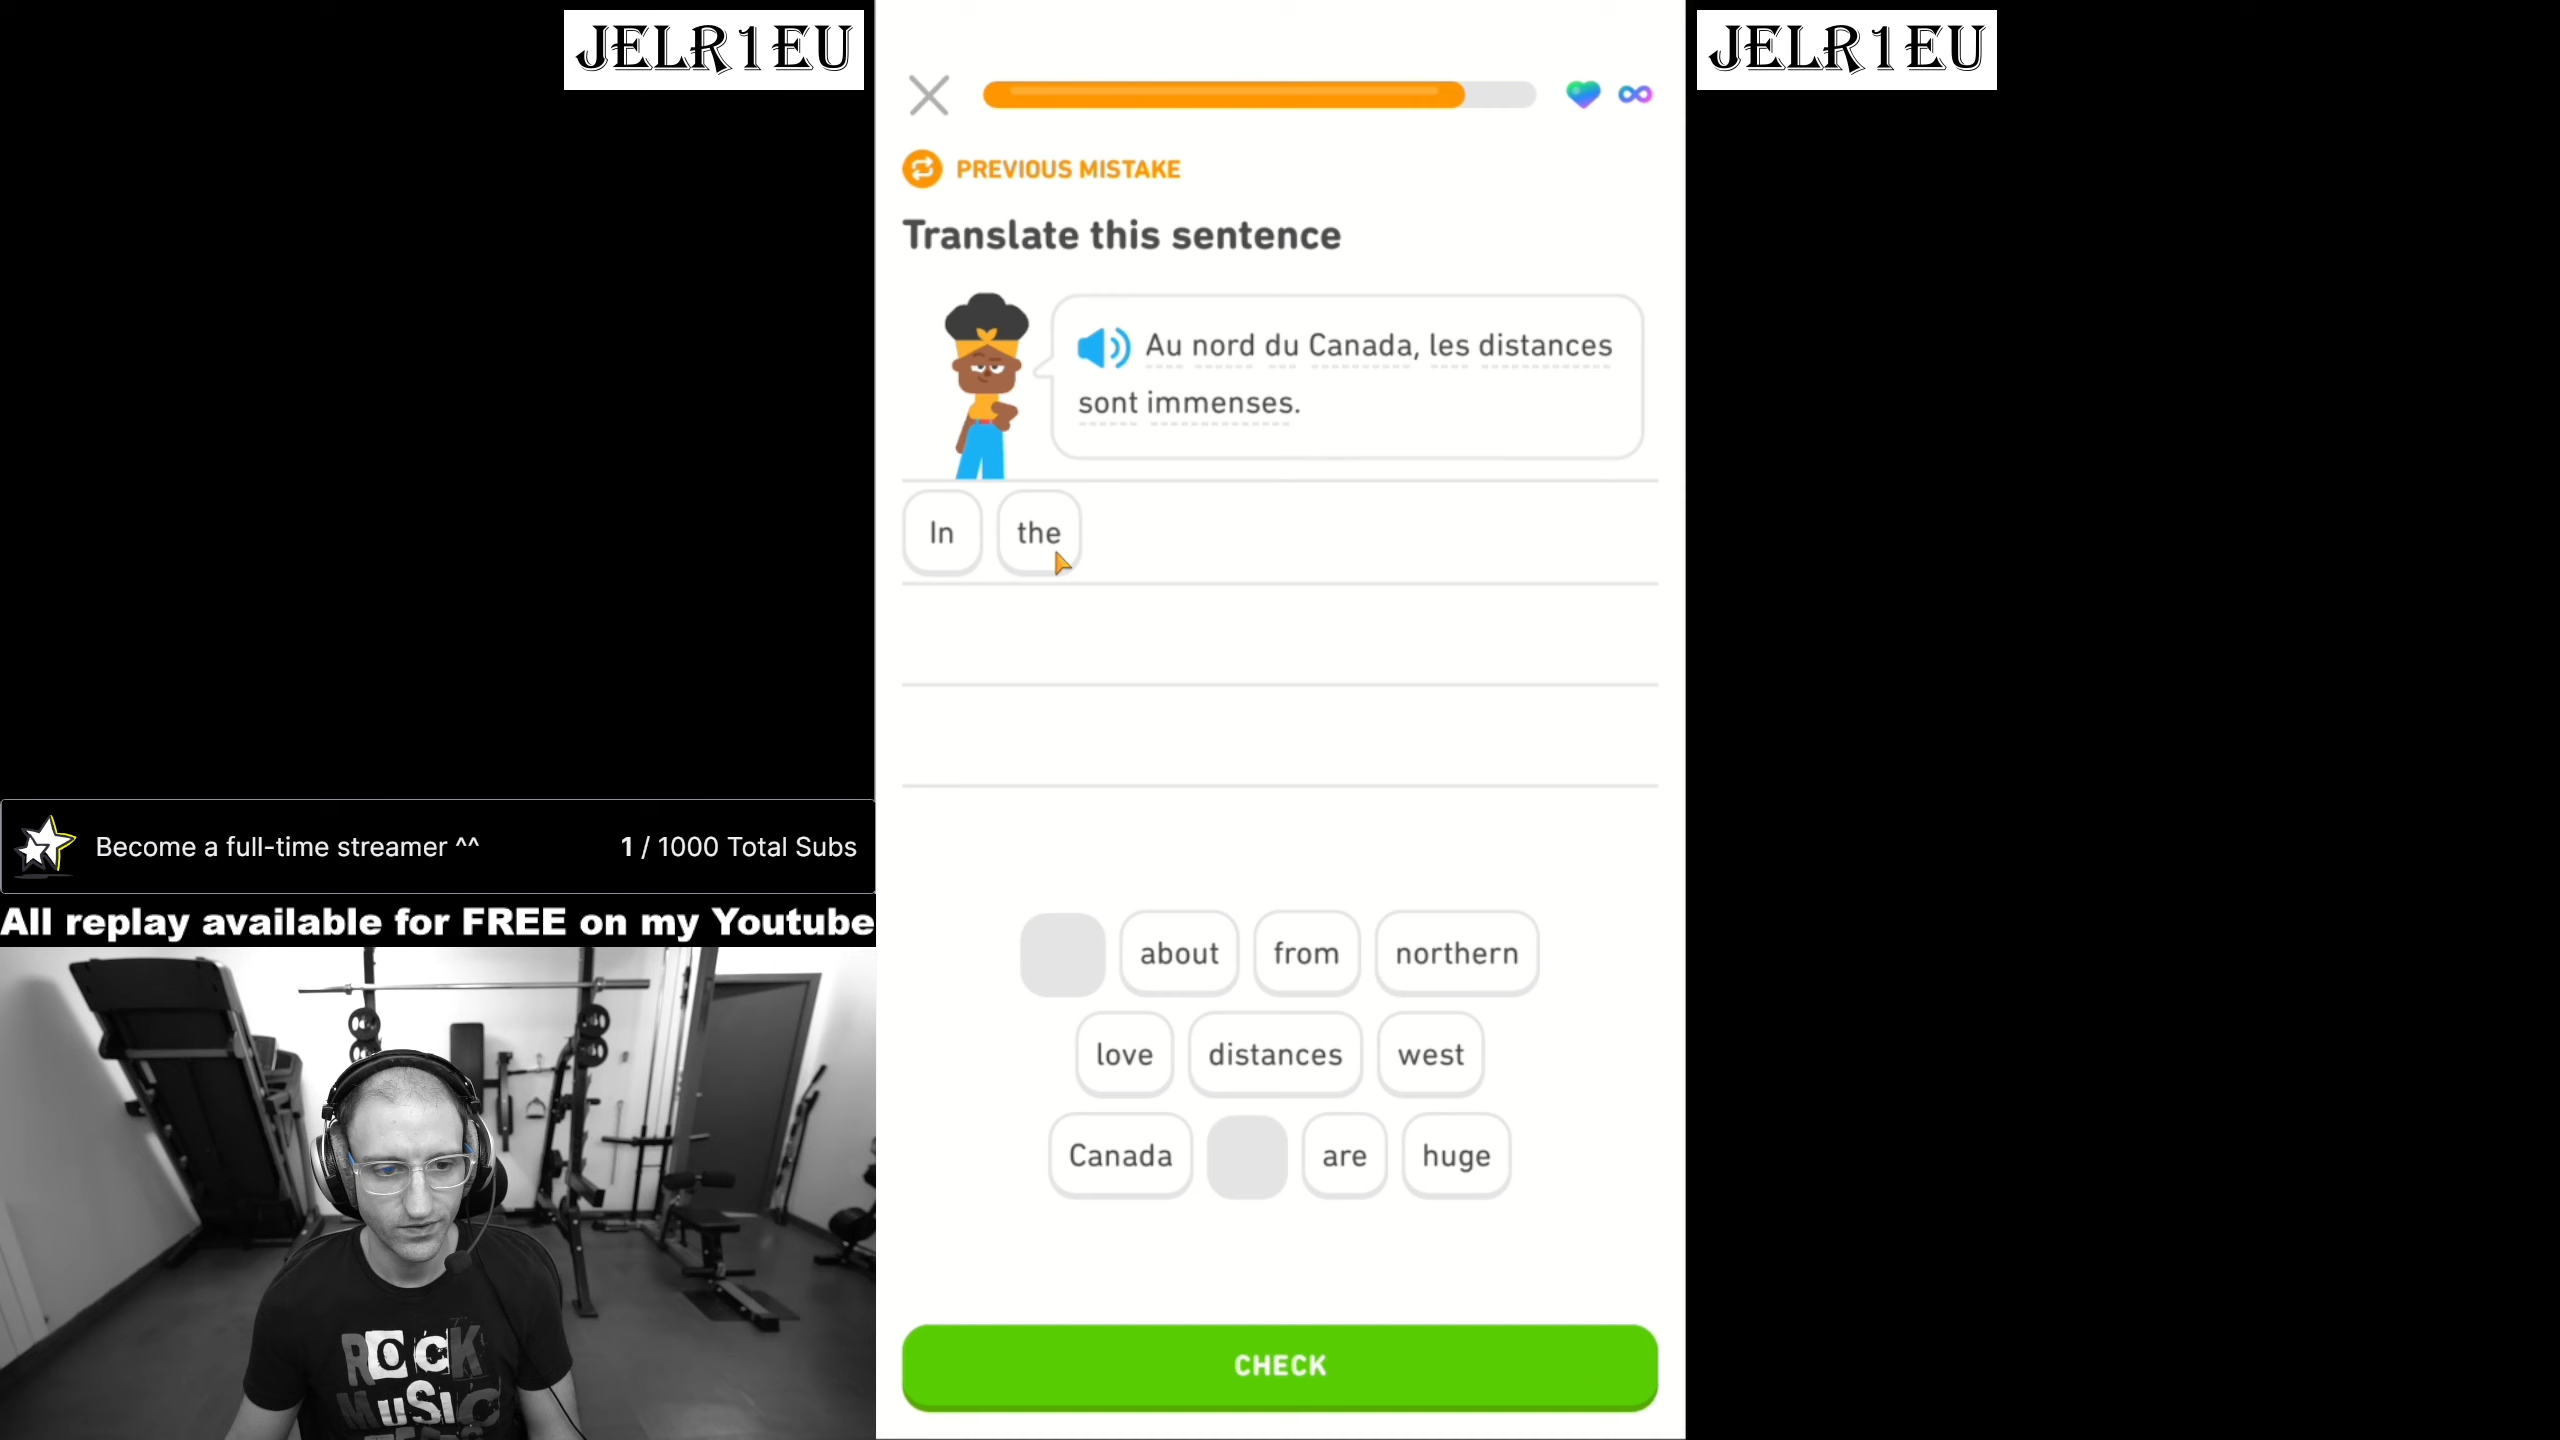 JELR1EU
JELR1EU
PREVIOUS MISTAKE
Translate this sentence
Au nord du Canada, les distances
sont immenses.
In the
about from northern
love distances west
Canada are huge
CHECK
Become a full-time streamer ^^ 1 / 1000 Total Subs
All replay available for FREE on my Youtube
ROCK
MUSIC